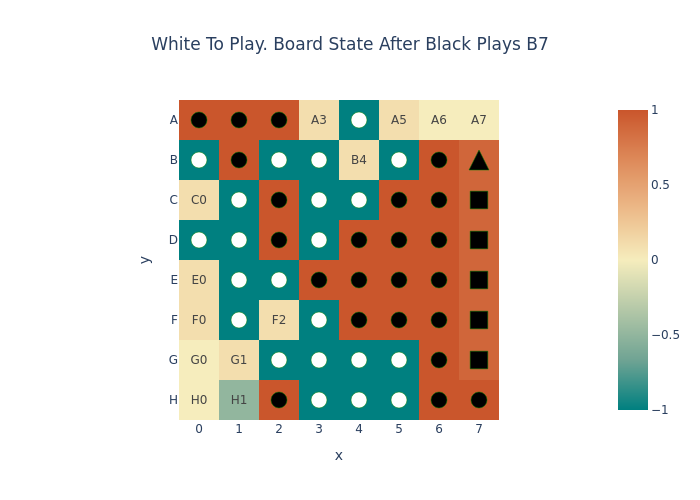 White To Play. Board State After Black Plays B7
A A3 A5 A6 A7
B B4
C C0
D
E E0
F F0 F2
G G0 G1
H H0 H1
0 1 2 3 4 5 6 7
x
y
1
0.5
0
−0.5
−1